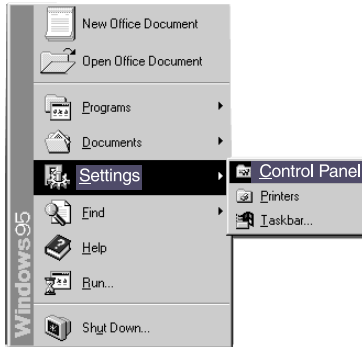 New Office Document
Open Office Document
Programs
Documents
Settings
Find
Help
Run...
Shut Down...
Windows95
Control Panel
Printers
Taskbar...